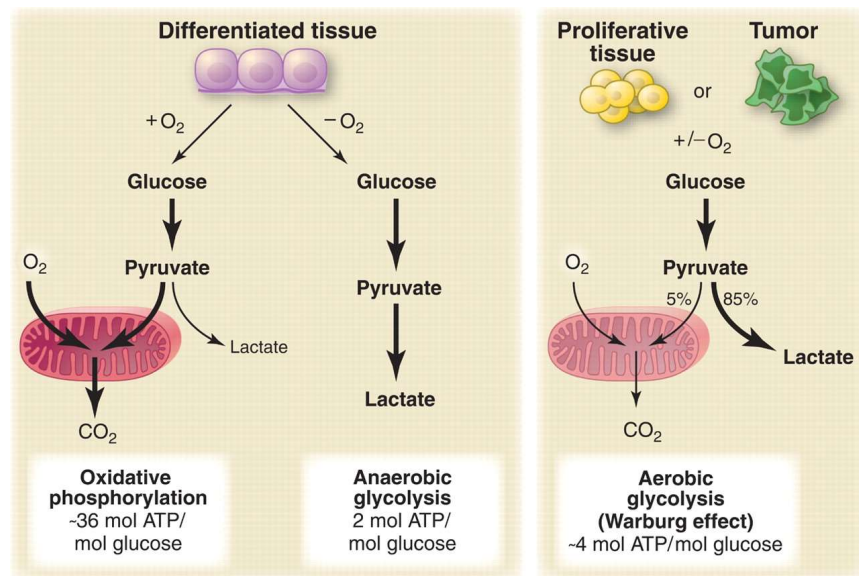 Differentiated tissue
+O₂
−O₂
Glucose
Glucose
O₂
Pyruvate
Pyruvate
Lactate
Lactate
CO₂
Oxidative
phosphorylation
~36 mol ATP/
mol glucose
Anaerobic
glycolysis
2 mol ATP/
mol glucose
Proliferative
tissue
or
Tumor
+/−O₂
Glucose
O₂
Pyruvate
5%
85%
Lactate
CO₂
Aerobic
glycolysis
(Warburg effect)
~4 mol ATP/mol glucose